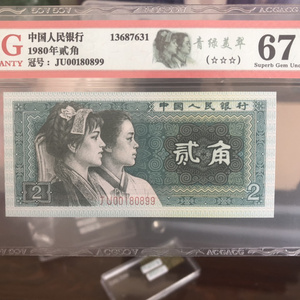 G
中国人民银行
13687631
青绿美翠
67
ANTY
1980年贰角
(☆☆☆)
Superb Gem Unc
冠号：JU00180899
中国人民银行
贰角
2
JU00180899
2